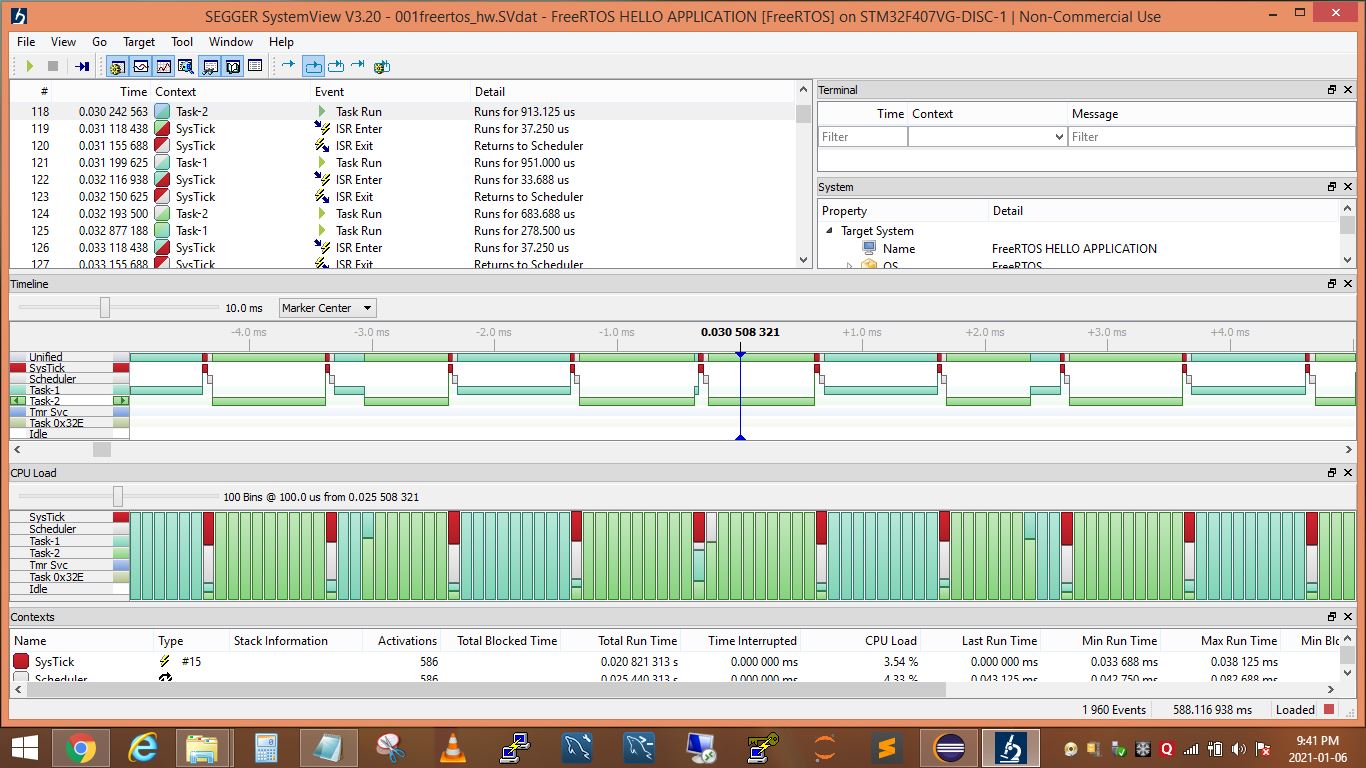 SEGGER SystemView V3.20 - 001freertos_hw.SVdat - FreeRTOS HELLO APPLICATION [FreeRTOS] on STM32F407VG-DISC-1 | Non-Commercial Use
File View Go Target Tool Window Help
# Time Context Event Detail
118 0.030 242 563 Task-2 Task Run Runs for 913.125 us
119 0.031 118 438 SysTick ISR Enter Runs for 37.250 us
120 0.031 155 688 SysTick ISR Exit Returns to Scheduler
121 0.031 199 625 Task-1 Task Run Runs for 951.000 us
122 0.032 116 938 SysTick ISR Enter Runs for 33.688 us
123 0.032 150 625 SysTick ISR Exit Returns to Scheduler
124 0.032 193 500 Task-2 Task Run Runs for 683.688 us
125 0.032 877 188 Task-1 Task Run Runs for 278.500 us
126 0.033 118 438 SysTick ISR Enter Runs for 37.250 us
127 0.033 155 688 SysTick ISR Exit Returns to Scheduler
Terminal
Time Context Message
Filter Filter
System
Property Detail
Target System
Name FreeRTOS HELLO APPLICATION
OS FreeRTOS
Timeline
10.0 ms Marker Center
-4.0 ms -3.0 ms -2.0 ms -1.0 ms 0.030 508 321 +1.0 ms +2.0 ms +3.0 ms +4.0 ms
Unified
SysTick
Scheduler
Task-1
Task-2
Tmr Svc
Task 0x32E
Idle
CPU Load
100 Bins @ 100.0 us from 0.025 508 321
SysTick
Scheduler
Task-1
Task-2
Tmr Svc
Task 0x32E
Idle
Contexts
Name Type Stack Information Activations Total Blocked Time Total Run Time Time Interrupted CPU Load Last Run Time Min Run Time Max Run Time Min Blo
SysTick #15 586 0.020 821 313 s 0.000 000 ms 3.54 % 0.000 000 ms 0.033 688 ms 0.038 125 ms
Scheduler 586 0.025 440 313 s 0.000 000 ms 4.33 % 0.043 125 ms 0.042 750 ms 0.082 688 ms
1 960 Events 588.116 938 ms Loaded
9:41 PM
2021-01-06